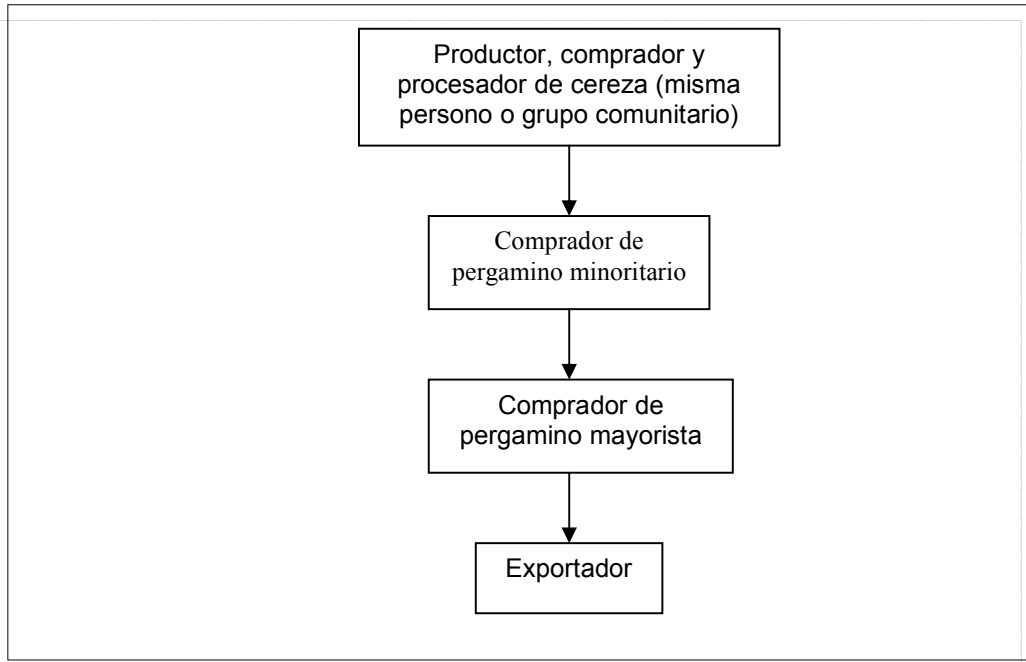 Productor, comprador y
procesador de cereza (misma
persono o grupo comunitario)
Comprador de
pergamino minoritario
Comprador de
pergamino mayorista
Exportador